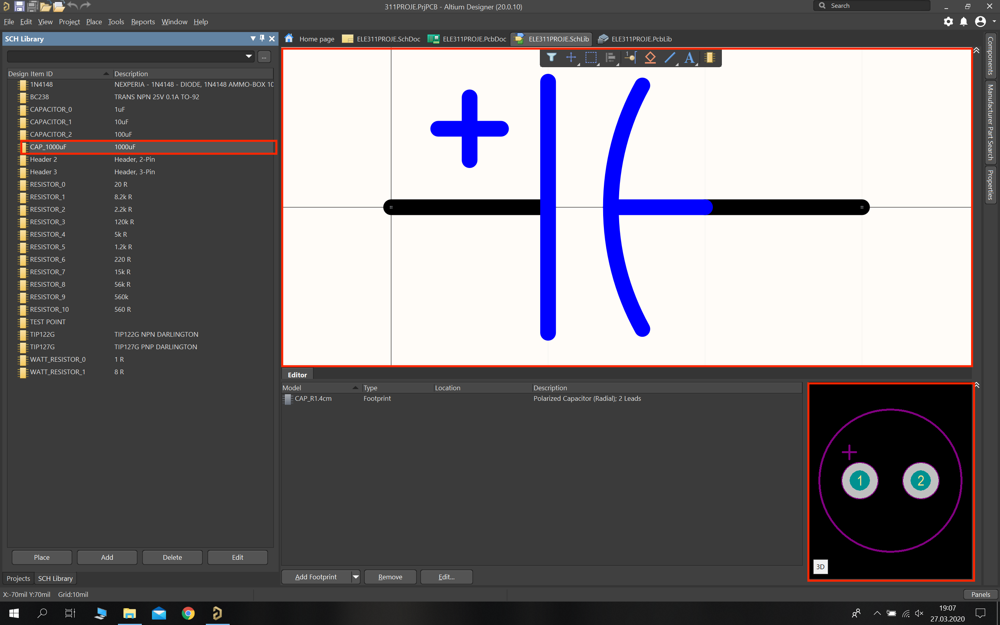 311PROJE.PrjPCB - Altium Designer (20.0.10)
Search
File Edit View Project Place Tools Reports Window Help
SCH Library
Home page ELE311PROJE.SchDoc ELE311PROJE.PcbDoc ELE311PROJE.SchLib ELE311PROJE.PcbLib
...
Design Item ID Description
1N4148 NEXPERIA - 1N4148 - DIODE, 1N4148 AMMO-BOX 10
BC238 TRANS NPN 25V 0.1A TO-92
CAPACITOR_0 1uF
CAPACITOR_1 10uF
CAPACITOR_2 100uF
CAP_1000uF 1000uF
Header 2 Header, 2-Pin
Header 3 Header, 3-Pin
RESISTOR_0 20 R
RESISTOR_1 8.2k R
RESISTOR_2 2.2k R
RESISTOR_3 120k R
RESISTOR_4 5k R
RESISTOR_5 1.2k R
RESISTOR_6 220 R
RESISTOR_7 15k R
RESISTOR_8 56k R
RESISTOR_9 560k
RESISTOR_10 560 R
TEST POINT
TIP122G TIP122G NPN DARLINGTON
TIP127G TIP127G PNP DARLINGTON
WATT_RESISTOR_0 1 R
WATT_RESISTOR_1 8 R
Place Add Delete Edit
Projects SCH Library
Components
Manufacturer Part Search
Properties
Editor
Model Type Location Description
CAP_R1.4cm Footprint Polarized Capacitor (Radial); 2 Leads
1 2
3D
Add Footprint Remove Edit...
X:-70mil Y:70mil Grid:10mil
Panels
19:07
27.03.2020